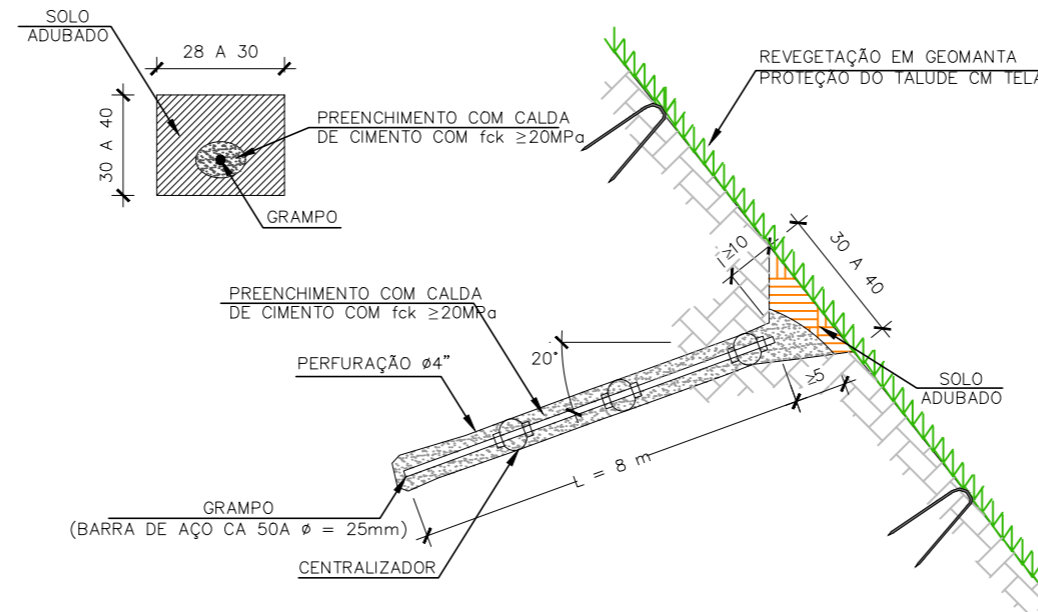 SOLO
ADUBADO
28 A 30
30 A 40
PREENCHIMENTO COM CALDA
DE CIMENTO COM fck ≥20MPa
GRAMPO
REVEGETAÇÃO EM GEOMANTA
PROTEÇÃO DO TALUDE CM TELA
≥10
30 A 40
PREENCHIMENTO COM CALDA
DE CIMENTO COM fck ≥20MPa
20°
PERFURAÇÃO ø4"
≥5
SOLO
ADUBADO
L = 8 m
GRAMPO
(BARRA DE AÇO CA 50A ø = 25mm)
CENTRALIZADOR